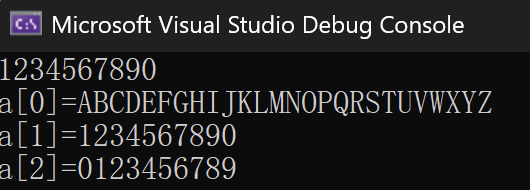 C:\
Microsoft Visual Studio Debug Console
1234567890
a[0]=ABCDEFGHIJKLMNOPQRSTUVWXYZ
a[1]=1234567890
a[2]=0123456789